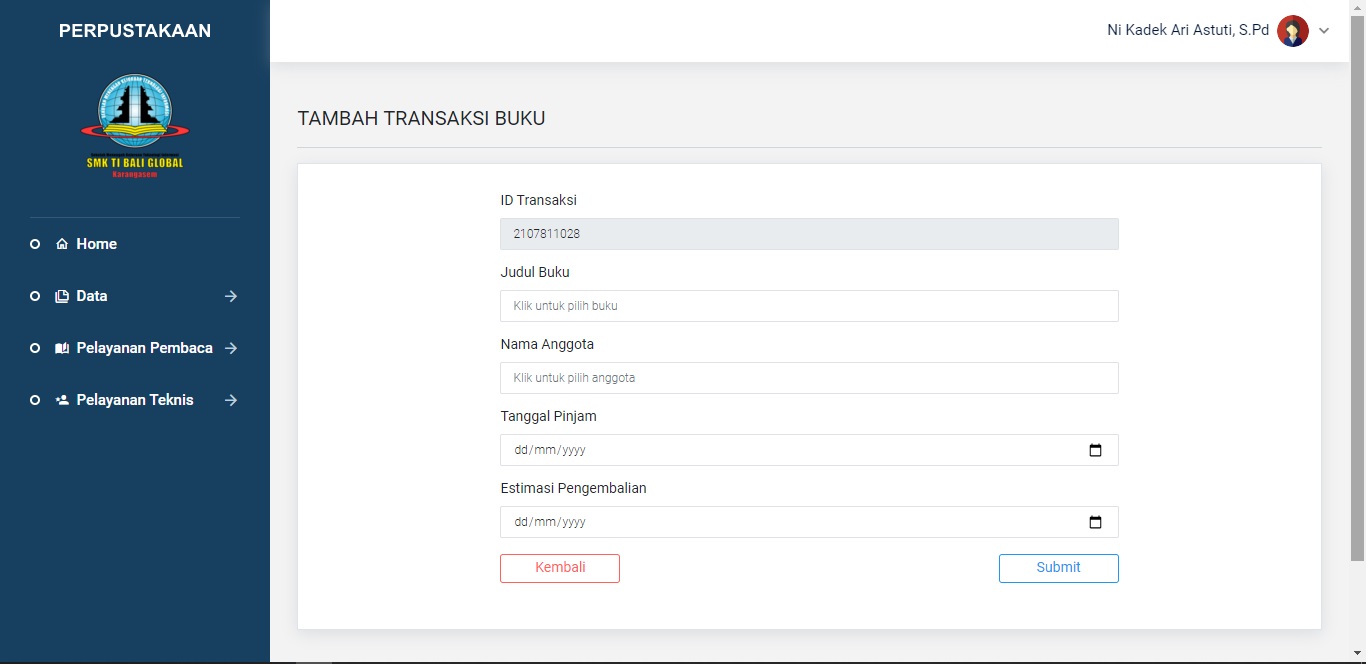 PERPUSTAKAAN
SMK TI BALI GLOBAL
Karangasem
Home
Data
Pelayanan Pembaca
Pelayanan Teknis
Ni Kadek Ari Astuti, S.Pd
TAMBAH TRANSAKSI BUKU
ID Transaksi
2107811028
Judul Buku
Klik untuk pilih buku
Nama Anggota
Klik untuk pilih anggota
Tanggal Pinjam
dd/mm/yyyy
Estimasi Pengembalian
dd/mm/yyyy
Kembali
Submit